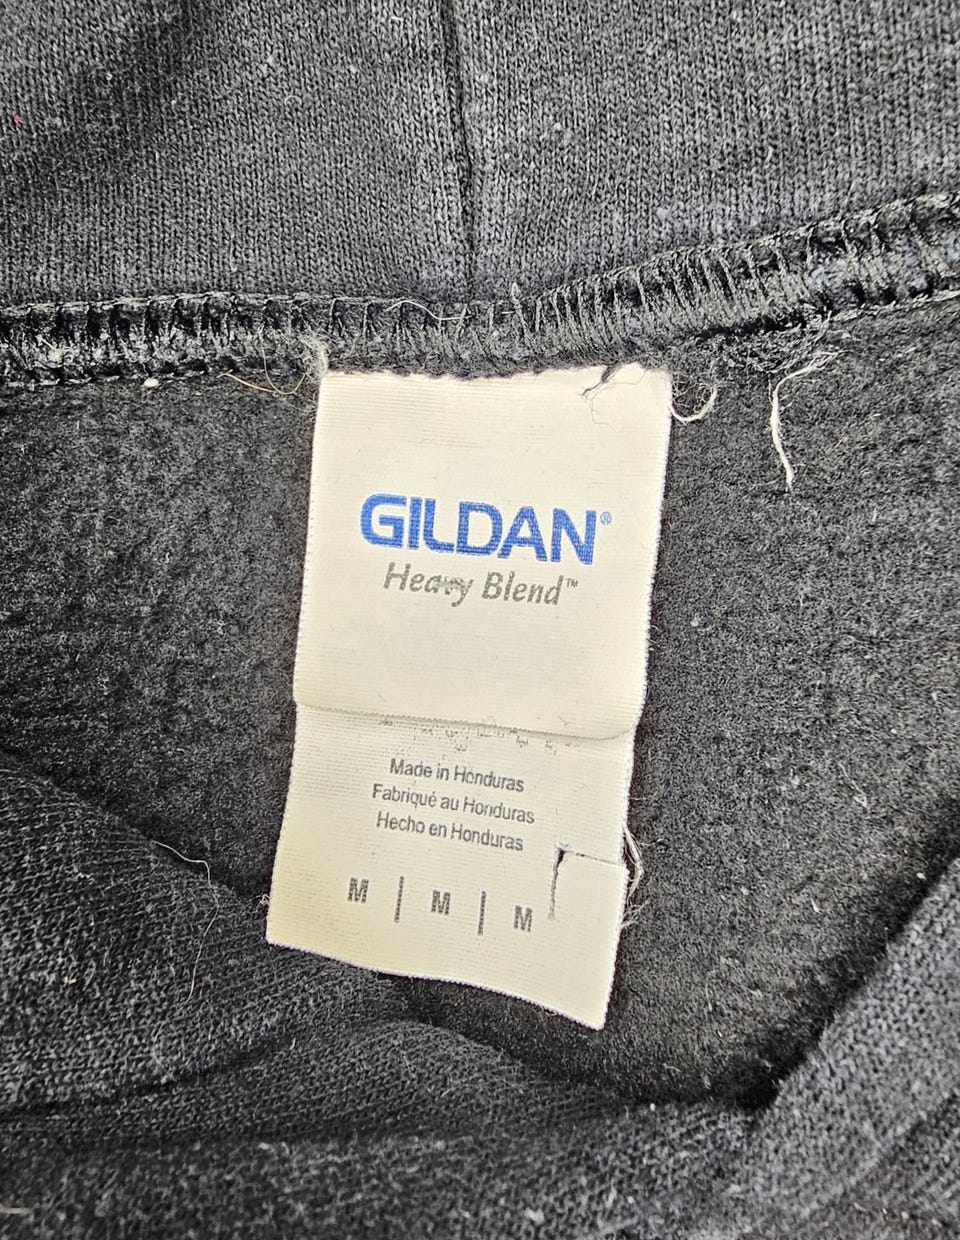 GILDAN®
Heavy Blend™
Made in Honduras
Fabriqué au Honduras
Hecho en Honduras
M | M | M